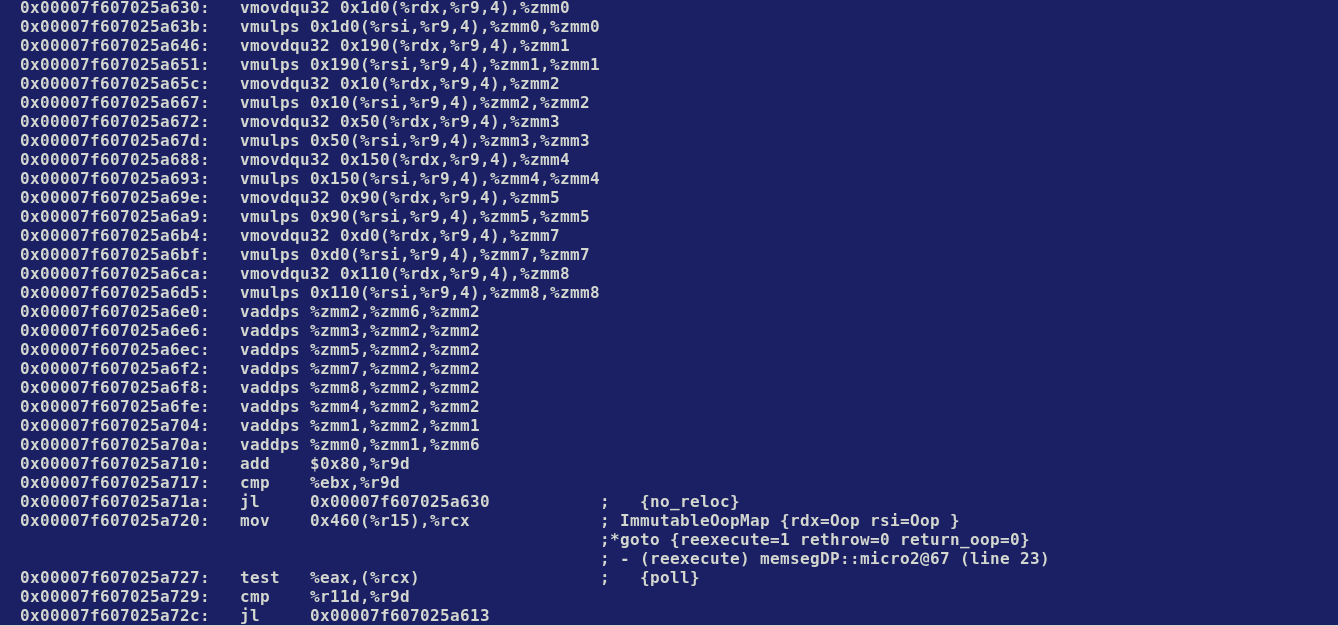 0x00007f607025a630:   vmovdqu32 0x1d0(%rdx,%r9,4),%zmm0
0x00007f607025a63b:   vmulps 0x1d0(%rsi,%r9,4),%zmm0,%zmm0
0x00007f607025a646:   vmovdqu32 0x190(%rdx,%r9,4),%zmm1
0x00007f607025a651:   vmulps 0x190(%rsi,%r9,4),%zmm1,%zmm1
0x00007f607025a65c:   vmovdqu32 0x10(%rdx,%r9,4),%zmm2
0x00007f607025a667:   vmulps 0x10(%rsi,%r9,4),%zmm2,%zmm2
0x00007f607025a672:   vmovdqu32 0x50(%rdx,%r9,4),%zmm3
0x00007f607025a67d:   vmulps 0x50(%rsi,%r9,4),%zmm3,%zmm3
0x00007f607025a688:   vmovdqu32 0x150(%rdx,%r9,4),%zmm4
0x00007f607025a693:   vmulps 0x150(%rsi,%r9,4),%zmm4,%zmm4
0x00007f607025a69e:   vmovdqu32 0x90(%rdx,%r9,4),%zmm5
0x00007f607025a6a9:   vmulps 0x90(%rsi,%r9,4),%zmm5,%zmm5
0x00007f607025a6b4:   vmovdqu32 0xd0(%rdx,%r9,4),%zmm7
0x00007f607025a6bf:   vmulps 0xd0(%rsi,%r9,4),%zmm7,%zmm7
0x00007f607025a6ca:   vmovdqu32 0x110(%rdx,%r9,4),%zmm8
0x00007f607025a6d5:   vmulps 0x110(%rsi,%r9,4),%zmm8,%zmm8
0x00007f607025a6e0:   vaddps %zmm2,%zmm6,%zmm2
0x00007f607025a6e6:   vaddps %zmm3,%zmm2,%zmm2
0x00007f607025a6ec:   vaddps %zmm5,%zmm2,%zmm2
0x00007f607025a6f2:   vaddps %zmm7,%zmm2,%zmm2
0x00007f607025a6f8:   vaddps %zmm8,%zmm2,%zmm2
0x00007f607025a6fe:   vaddps %zmm4,%zmm2,%zmm2
0x00007f607025a704:   vaddps %zmm1,%zmm2,%zmm1
0x00007f607025a70a:   vaddps %zmm0,%zmm1,%zmm6
0x00007f607025a710:   add    $0x80,%r9d
0x00007f607025a717:   cmp    %ebx,%r9d
0x00007f607025a71a:   jl     0x00007f607025a630           ;   {no_reloc}
0x00007f607025a720:   mov    0x460(%r15),%rcx             ; ImmutableOopMap {rdx=Oop rsi=Oop }
;*goto {reexecute=1 rethrow=0 return_oop=0}
; - (reexecute) memsegDP::micro2@67 (line 23)
0x00007f607025a727:   test   %eax,(%rcx)                  ;   {poll}
0x00007f607025a729:   cmp    %r11d,%r9d
0x00007f607025a72c:   jl     0x00007f607025a613